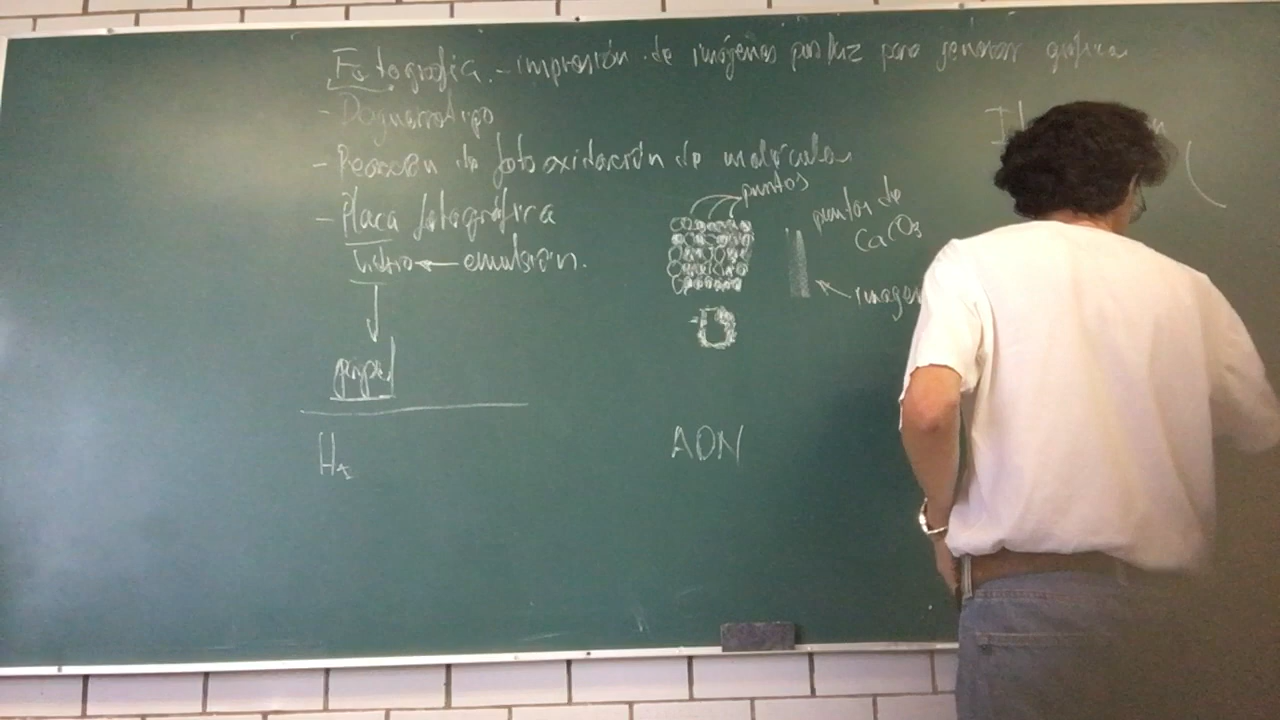 Fotografía.- impresión de imágenes por luz para generar gráfica
- Daguerrotipo
- Reacción de foto oxidación de moléculas
- Placa fotográfica
vidrio ← emulsión.
papel
puntos
puntos de
CaCO3
imagen
ADN